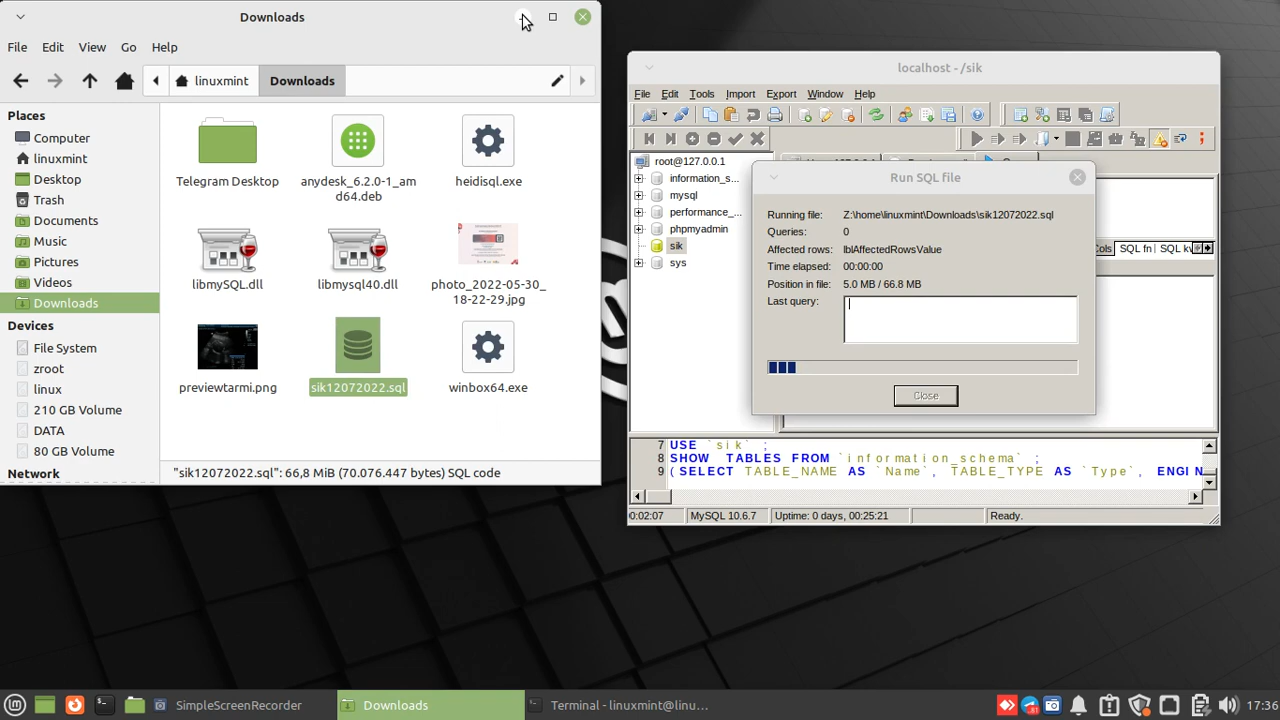 Downloads
File Edit View Go Help
linuxmint Downloads
Places
Computer
linuxmint
Desktop
Trash
Documents
Music
Pictures
Videos
Downloads
Devices
File System
zroot
linux
210 GB Volume
DATA
80 GB Volume
Network
Telegram Desktop
anydesk_6.2.0-1_am
d64.deb
heidisql.exe
libmySQL.dll
libmysql40.dll
photo_2022-05-30_
18-22-29.jpg
previewtarmi.png
sik12072022.sql
winbox64.exe
"sik12072022.sql": 66,8 MiB (70.076.447 bytes) SQL code
localhost - /sik
File Edit Tools Import Export Window Help
root@127.0.0.1
information_s...
mysql
performance_...
phpmyadmin
sik
sys
Run SQL file
Running file: Z:\home\linuxmint\Downloads\sik12072022.sql
Queries: 0
Affected rows: lblAffectedRowsValue
Time elapsed: 00:00:00
Position in file: 5.0 MB / 66.8 MB
Last query:
Close
Cols SQL fn SQL kw
7 USE `sik` ;
8 SHOW TABLES FROM `information_schema` ;
9 (SELECT TABLE_NAME AS `Name`, TABLE_TYPE AS `Type`, ENGIN
0:02:07 MySQL 10.6.7 Uptime: 0 days, 00:25:21 Ready.
SimpleScreenRecorder
Downloads
Terminal - linuxmint@linu...
17:36